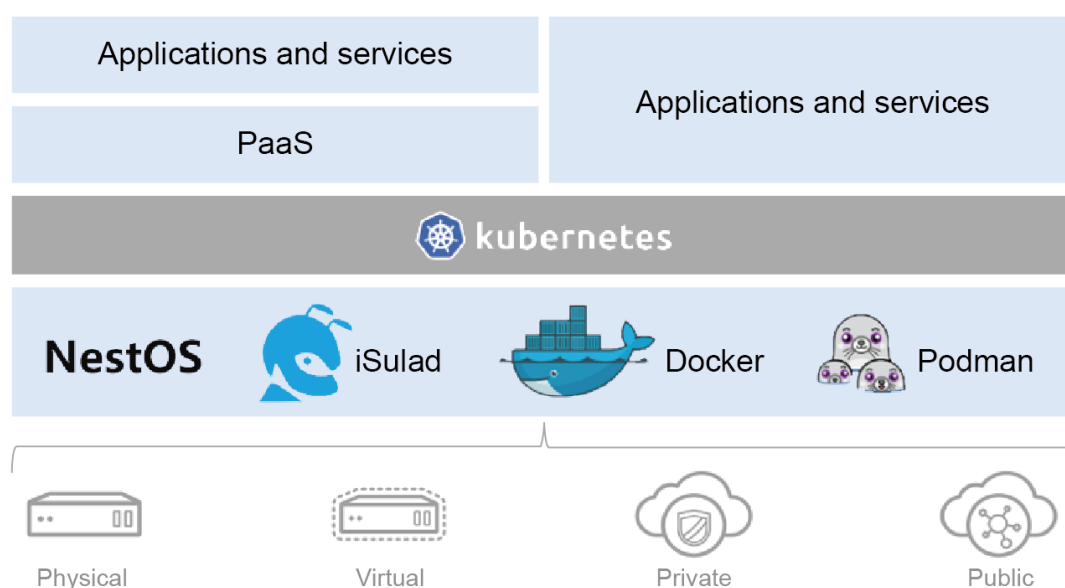 Applications and services
Applications and services
PaaS
kubernetes
NestOS
iSulad
Docker
Podman
Physical
Virtual
Private
Public